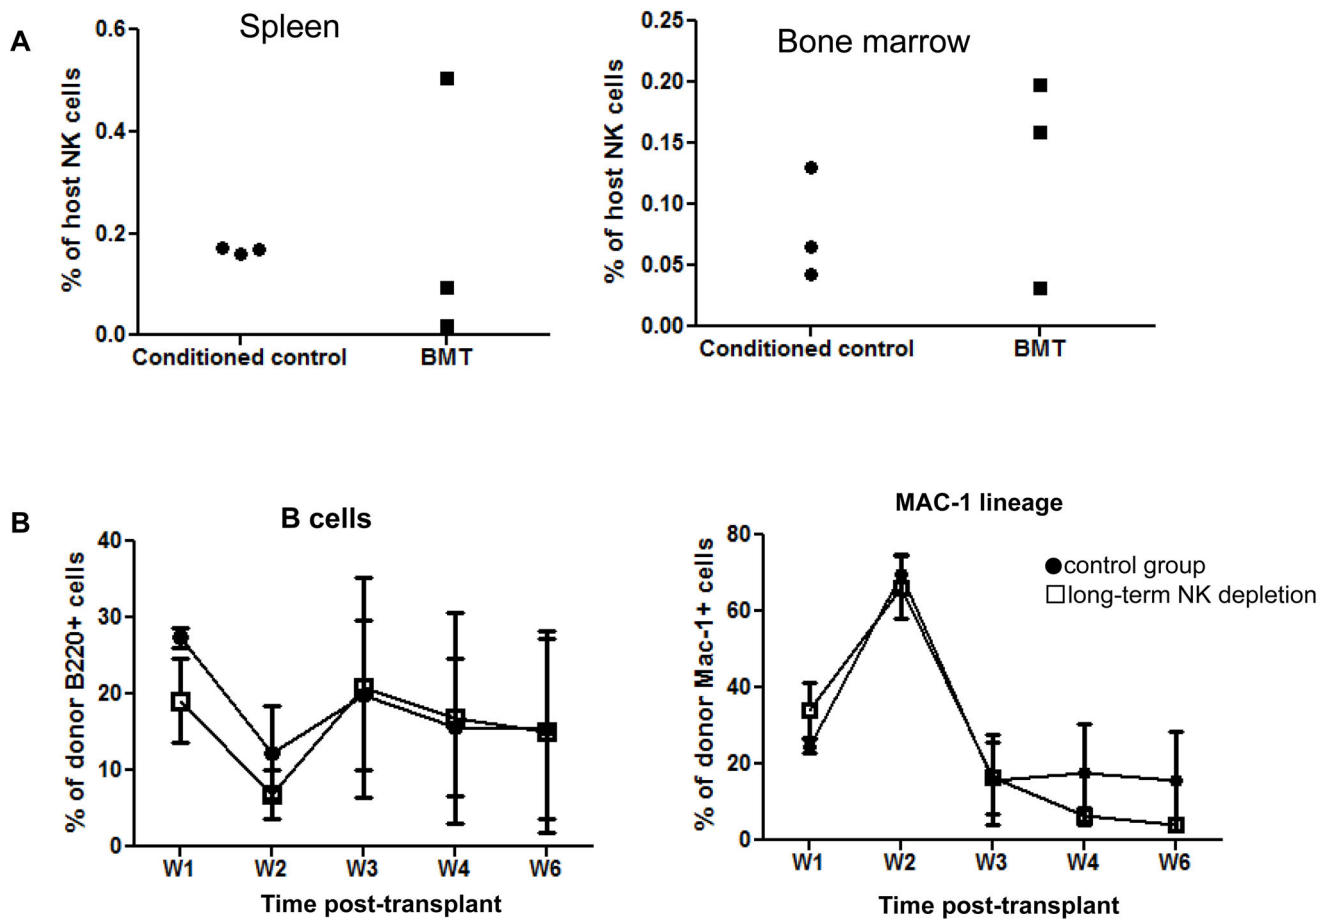 A
Spleen
% of host NK cells
0.6
0.4
0.2
0.0
Conditioned control
BMT
Bone marrow
% of host NK cells
0.25
0.20
0.15
0.10
0.05
0.00
Conditioned control
BMT
B
B cells
% of donor B220+ cells
40
30
20
10
0
W1
W2
W3
W4
W6
Time post-transplant
MAC-1 lineage
% of donor Mac-1+ cells
80
60
40
20
0
W1
W2
W3
W4
W6
Time post-transplant
control group
long-term NK depletion